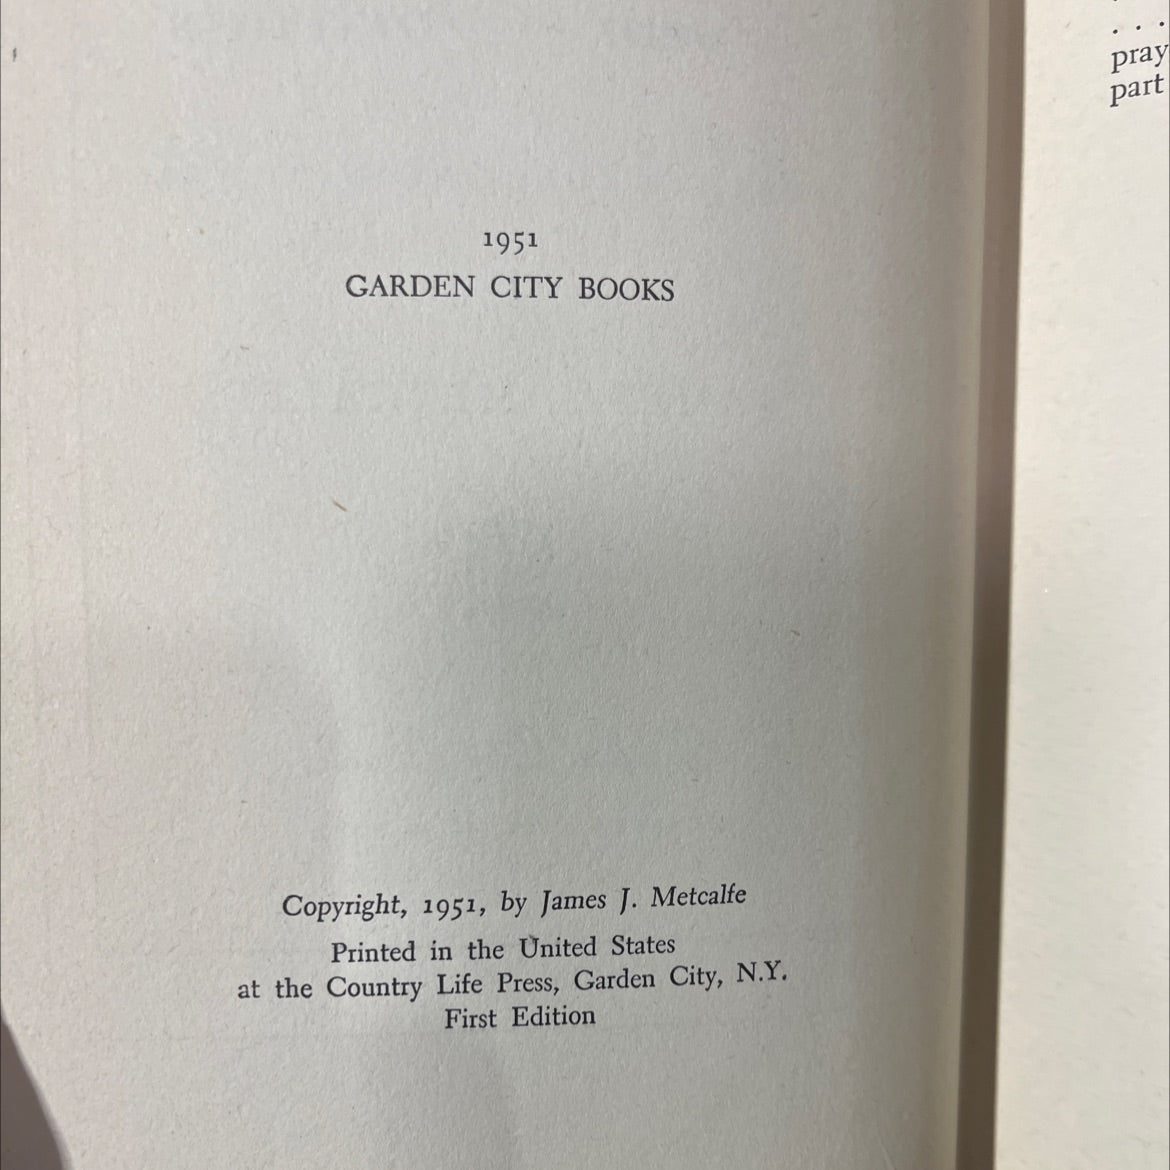 1951
GARDEN CITY BOOKS
Copyright, 1951, by James J. Metcalfe
Printed in the United States
at the Country Life Press, Garden City, N.Y.
First Edition
. . .
pray
part